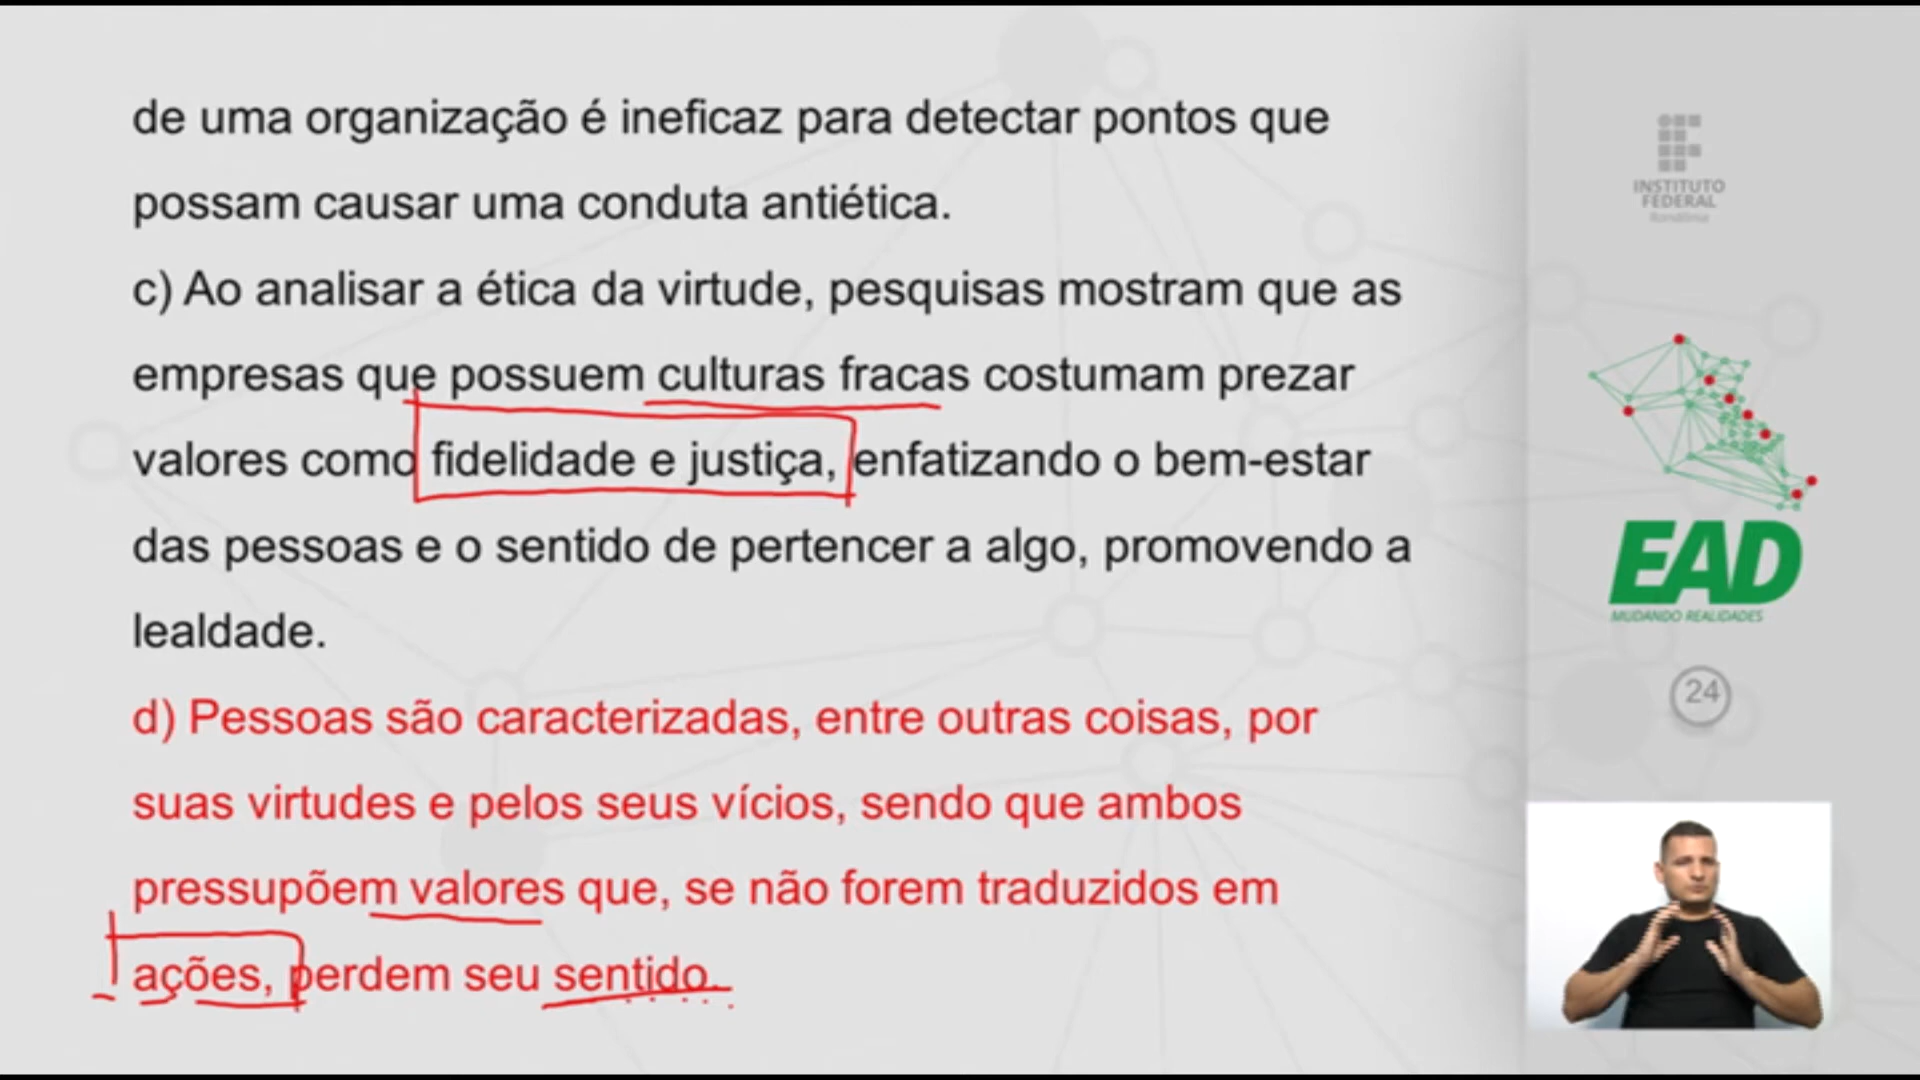 de uma organização é ineficaz para detectar pontos que
possam causar uma conduta antiética.
c) Ao analisar a ética da virtude, pesquisas mostram que as
empresas que possuem culturas fracas costumam prezar
valores como fidelidade e justiça, enfatizando o bem-estar
das pessoas e o sentido de pertencer a algo, promovendo a
lealdade.
d) Pessoas são caracterizadas, entre outras coisas, por
suas virtudes e pelos seus vícios, sendo que ambos
pressupõem valores que, se não forem traduzidos em
ações, perdem seu sentido.
INSTITUTO
FEDERAL
Rondônia
EAD
MUDANDO REALIDADES
24